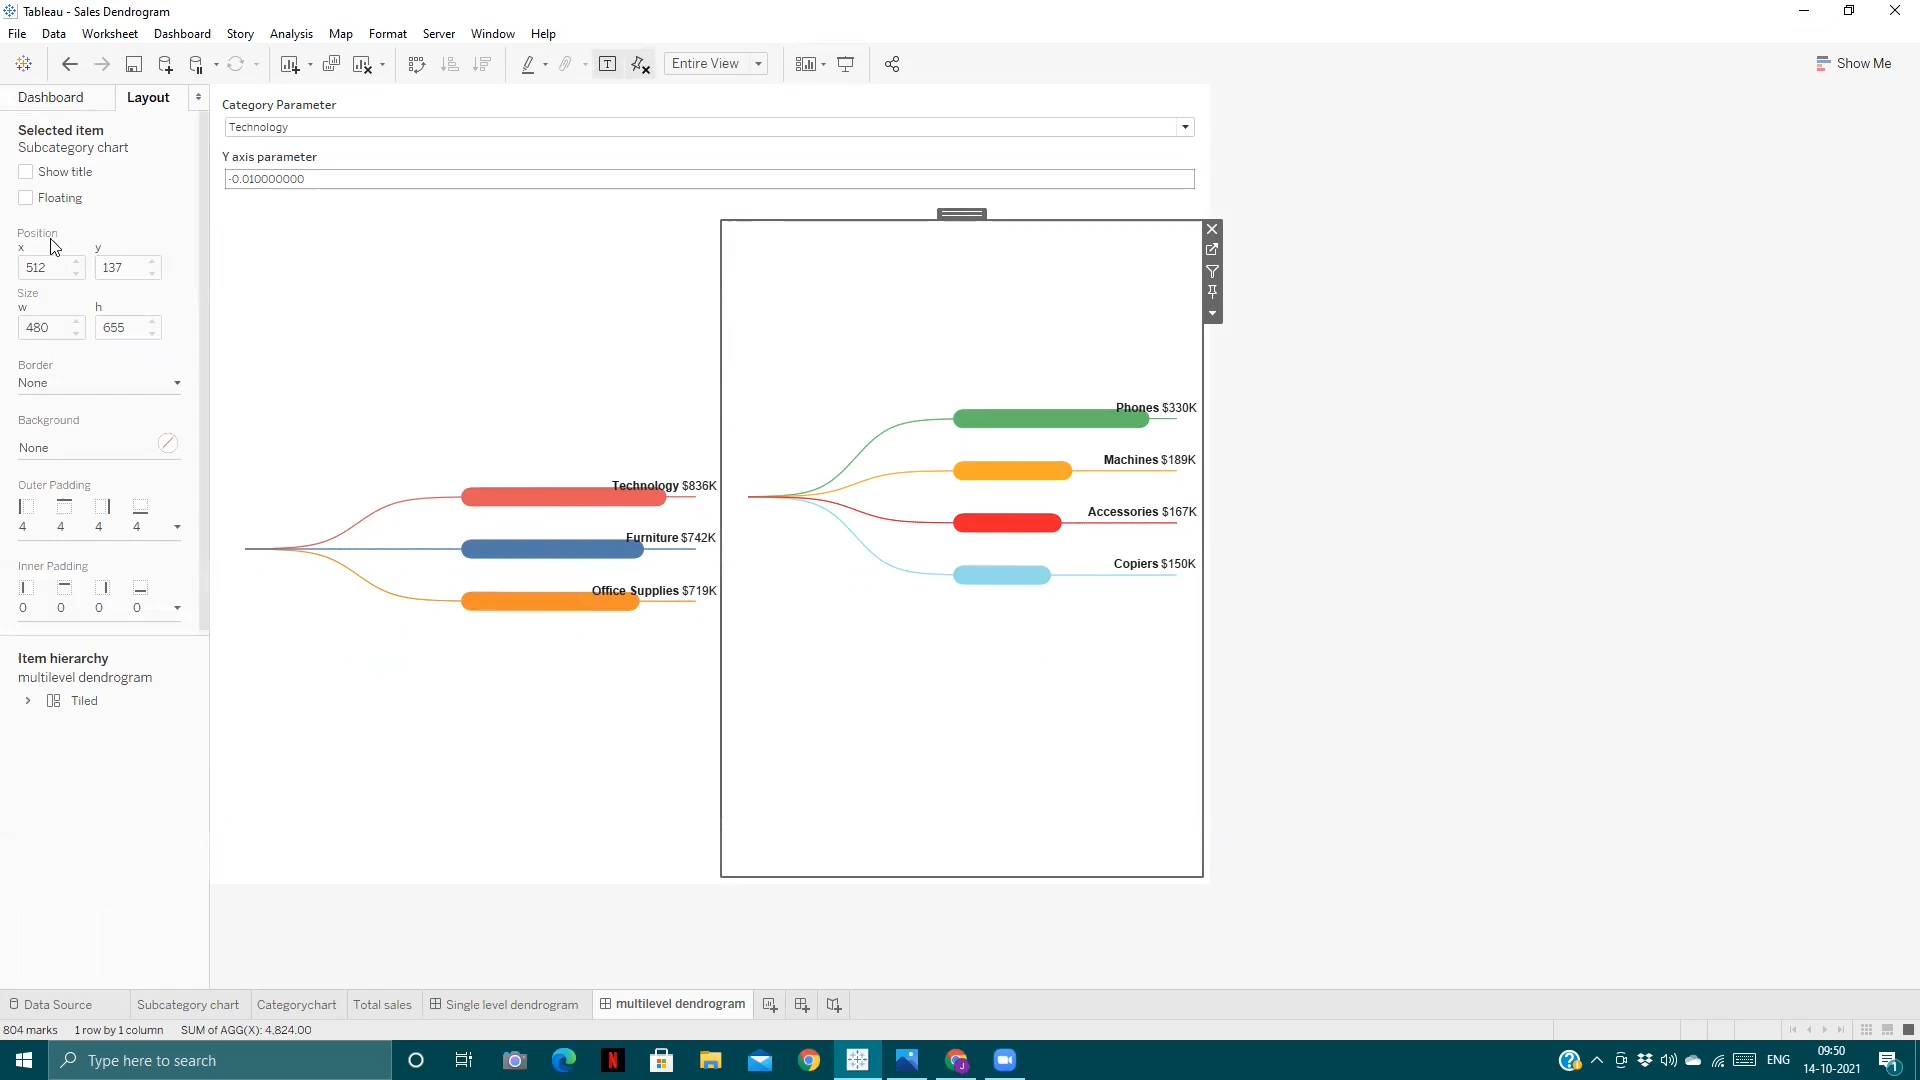 Tableau - Sales Dendrogram
File Data Worksheet Dashboard Story Analysis Map Format Server Window Help
Entire View
Show Me
Dashboard Layout
Selected item
Subcategory chart
Show title
Floating
Position
x y
512 137
Size
w h
480 655
Border
None
Background
None
Outer Padding
4 4 4 4
Inner Padding
0 0 0 0
Item hierarchy
multilevel dendrogram
Tiled
Category Parameter
Technology
Y axis parameter
-0.010000000
Technology $836K
Furniture $742K
Office Supplies $719K
Phones $330K
Machines $189K
Accessories $167K
Copiers $150K
Data Source Subcategory chart Categorychart Total sales Single level dendrogram multilevel dendrogram
804 marks 1 row by 1 column SUM of AGG(X): 4,824.00
Type here to search
ENG
09:50
14-10-2021
1